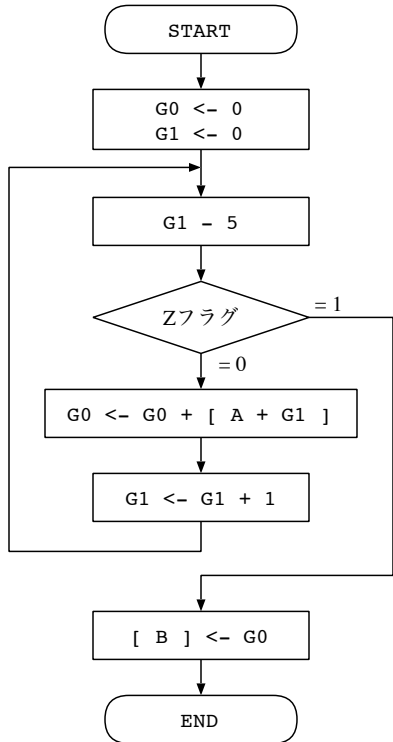 START
G0 <- 0
G1 <- 0
G1 - 5
Zフラグ
= 1
= 0
G0 <- G0 + [ A + G1 ]
G1 <- G1 + 1
[ B ] <- G0
END